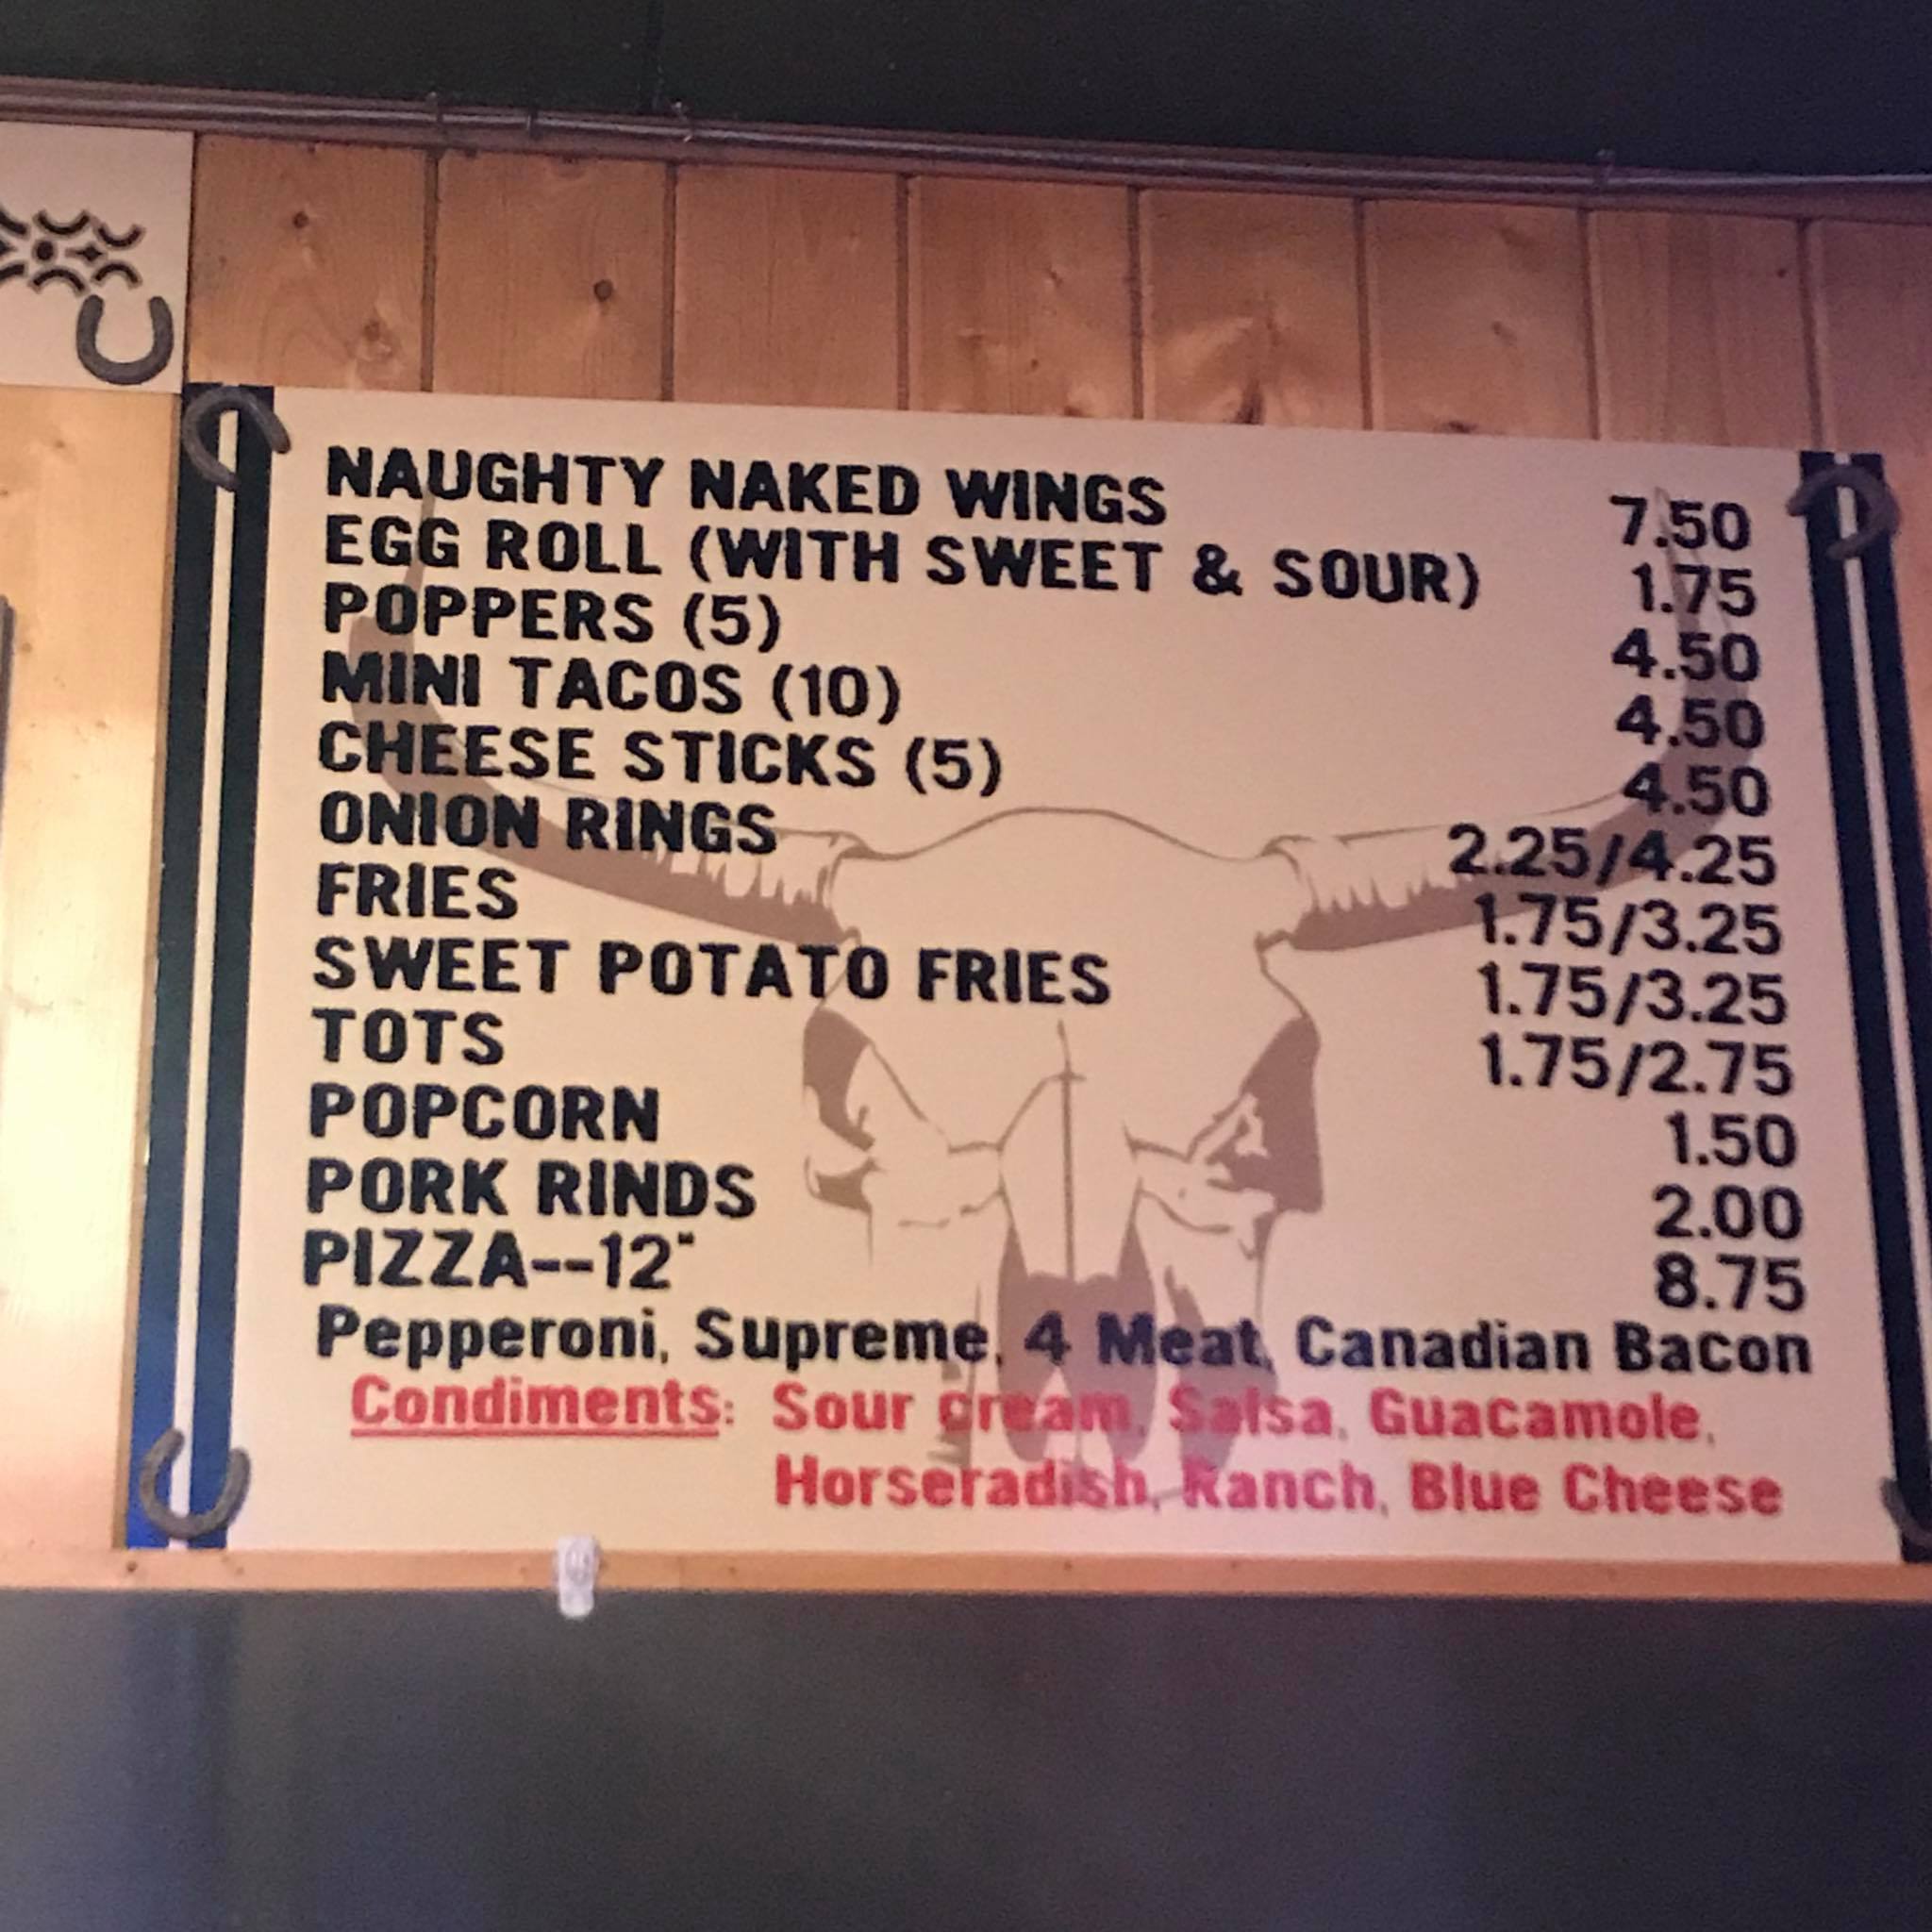 NAUGHTY NAKED WINGS 7.50
EGG ROLL (WITH SWEET & SOUR) 1.75
POPPERS (5) 4.50
MINI TACOS (10) 4.50
CHEESE STICKS (5) 4.50
ONION RINGS 2.25/4.25
FRIES 1.75/3.25
SWEET POTATO FRIES 1.75/3.25
TOTS 1.75/2.75
POPCORN 1.50
PORK RINDS 2.00
PIZZA--12" 8.75
Pepperoni, Supreme, 4 Meat, Canadian Bacon
Condiments: Sour cream, Salsa, Guacamole,
Horseradish, Ranch, Blue Cheese